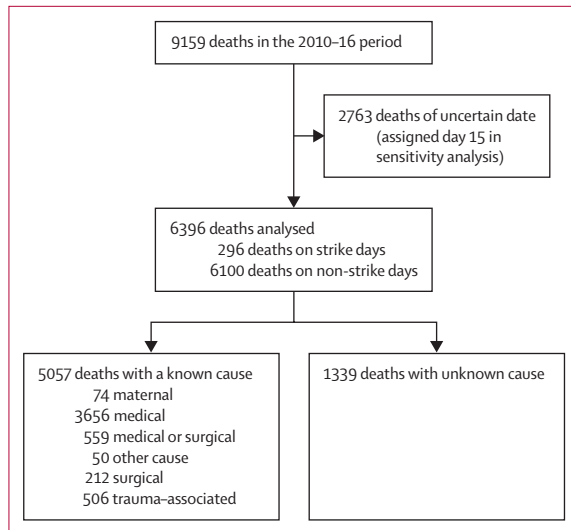 9159 deaths in the 2010–16 period
2763 deaths of uncertain date
(assigned day 15 in
sensitivity analysis)
6396 deaths analysed
296 deaths on strike days
6100 deaths on non-strike days
5057 deaths with a known cause
74 maternal
3656 medical
559 medical or surgical
50 other cause
212 surgical
506 trauma–associated
1339 deaths with unknown cause